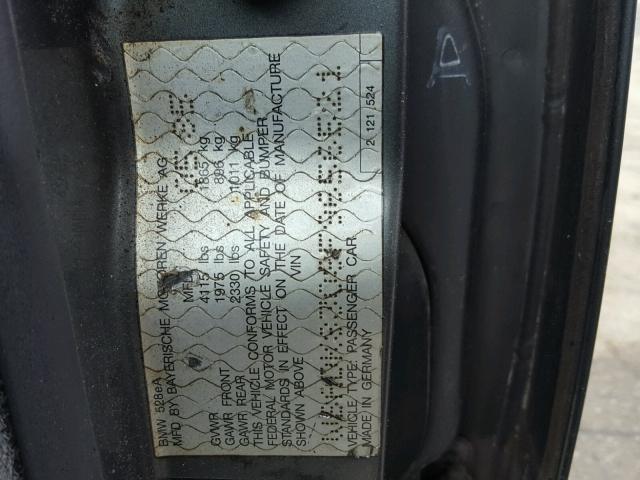 BMW 528eA
MFD BY BAYERISCHE MOTOREN WERKE AG
MFD
GVWR 4115 lbs 1865 kg
GAWR FRONT 1975 lbs 896 kg
GAWR REAR 2330 lbs 1011 kg
THIS VEHICLE CONFORMS TO ALL APPLICABLE
FEDERAL MOTOR VEHICLE SAFETY AND BUMPER
STANDARDS IN EFFECT ON THE DATE OF MANUFACTURE
SHOWN ABOVE VIN
VEHICLE TYPE: PASSENGER CAR
MADE IN GERMANY
2 121 524